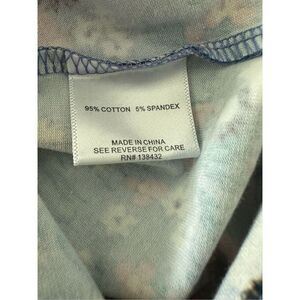 95% COTTON 5% SPANDEX
MADE IN CHINA
SEE REVERSE FOR CARE
RN# 138432